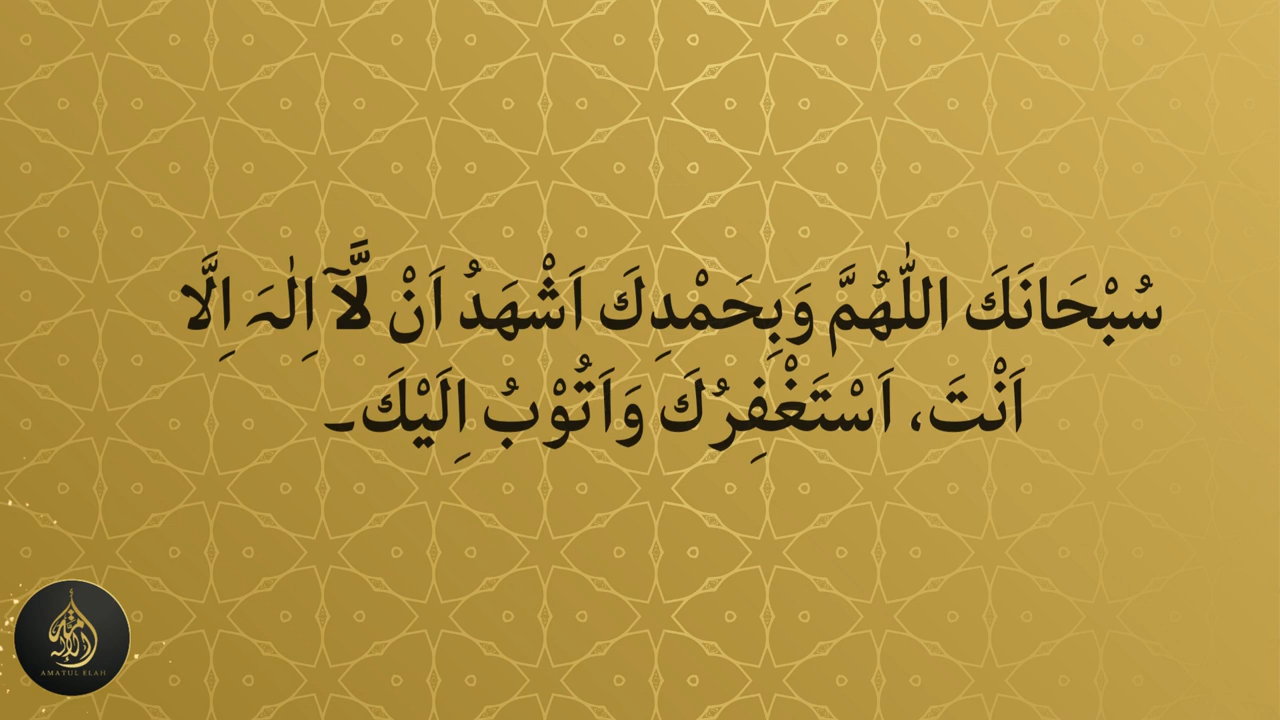 سُبْحَانَكَ اللّٰهُمَّ وَبِحَمْدِكَ اَشْهَدُ اَنْ لَّآ اِلٰہَ اِلَّا
اَنْتَ، اَسْتَغْفِرُكَ وَاَتُوْبُ اِلَيْكَ۔
AMATUL ELAH